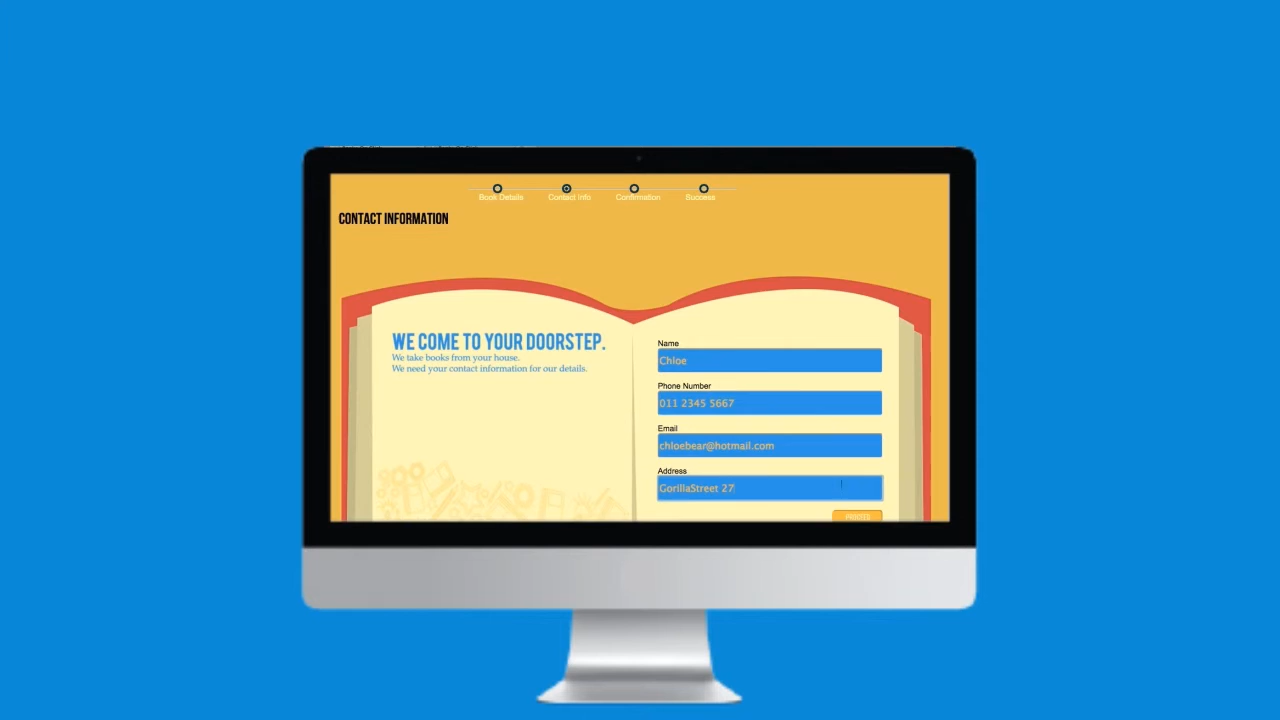 Book Details Contact Info Confirmation Success
CONTACT INFORMATION
WE COME TO YOUR DOORSTEP.
We take books from your house.
We need your contact information for our details.
Name
Chloe
Phone Number
011 2345 5667
Email
chloebear@hotmail.com
Address
GorillaStreet 27